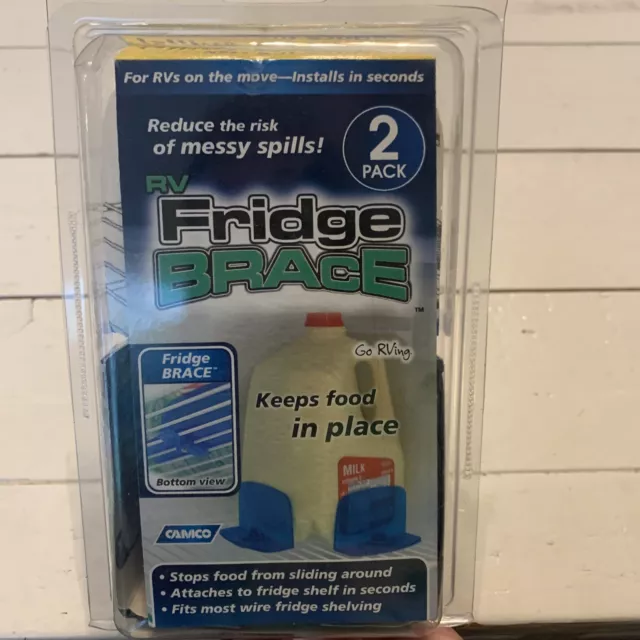 For RVs on the move—Installs in seconds
Reduce the risk
of messy spills!
2
PACK
RV
Fridge
BRACE
™
Go RVing.
Fridge
BRACE™
Keeps food
in place
Bottom view
MILK
CAMCO
• Stops food from sliding around
• Attaches to fridge shelf in seconds
• Fits most wire fridge shelving